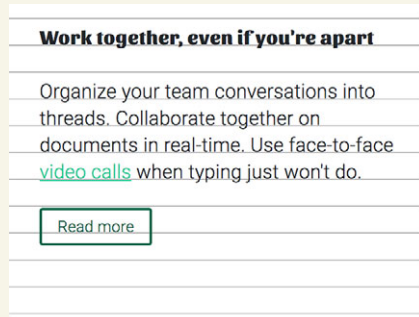 Work together, even if you're apart
Organize your team conversations into
threads. Collaborate together on
documents in real-time. Use face-to-face
video calls when typing just won't do.
Read more